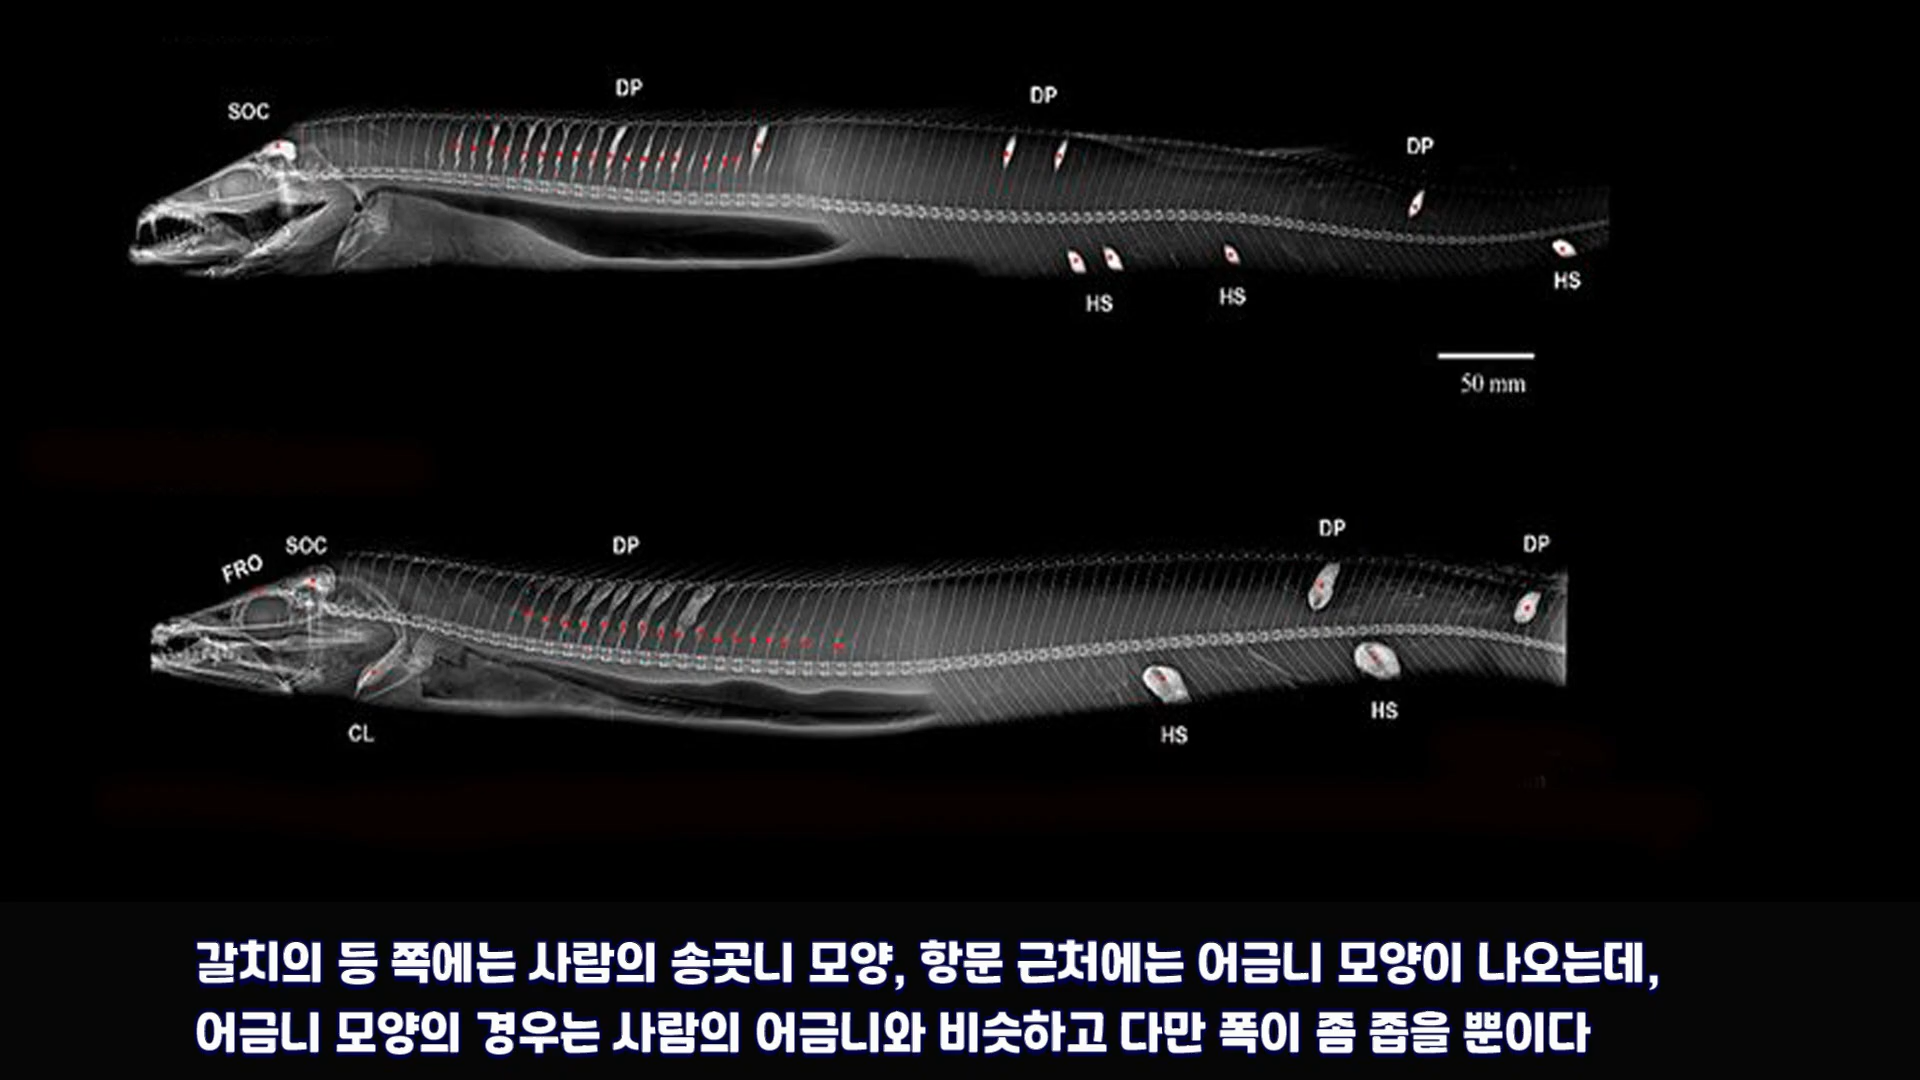 SOC
DP
DP
DP
HS
HS
HS
50 mm
FRO
SOC
DP
DP
DP
CL
HS
HS
갈치의 등 쪽에는 사람의 송곳니 모양, 항문 근처에는 어금니 모양이 나오는데,
어금니 모양의 경우는 사람의 어금니와 비슷하고 다만 폭이 좀 좁을 뿐이다